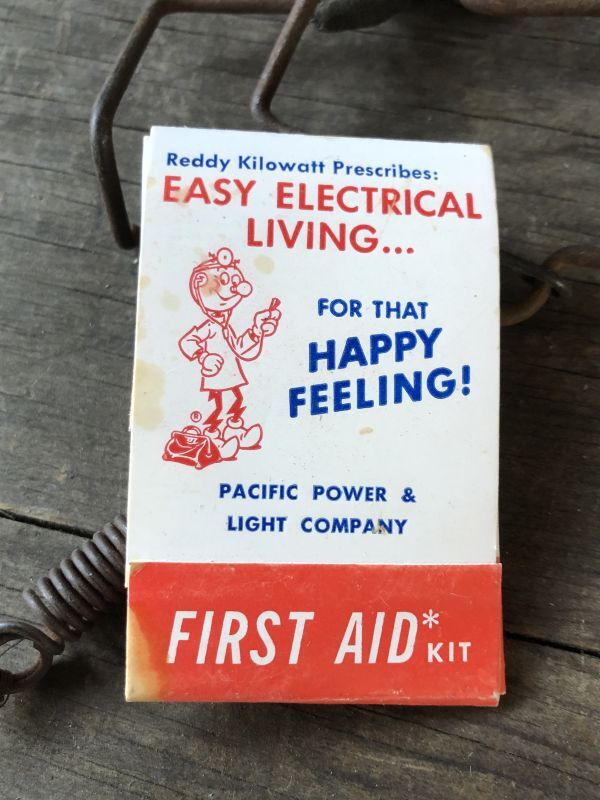 Reddy Kilowatt Prescribes:
EASY ELECTRICAL
LIVING...
FOR THAT
HAPPY
FEELING!
®
PACIFIC POWER &
LIGHT COMPANY
FIRST AID* KIT